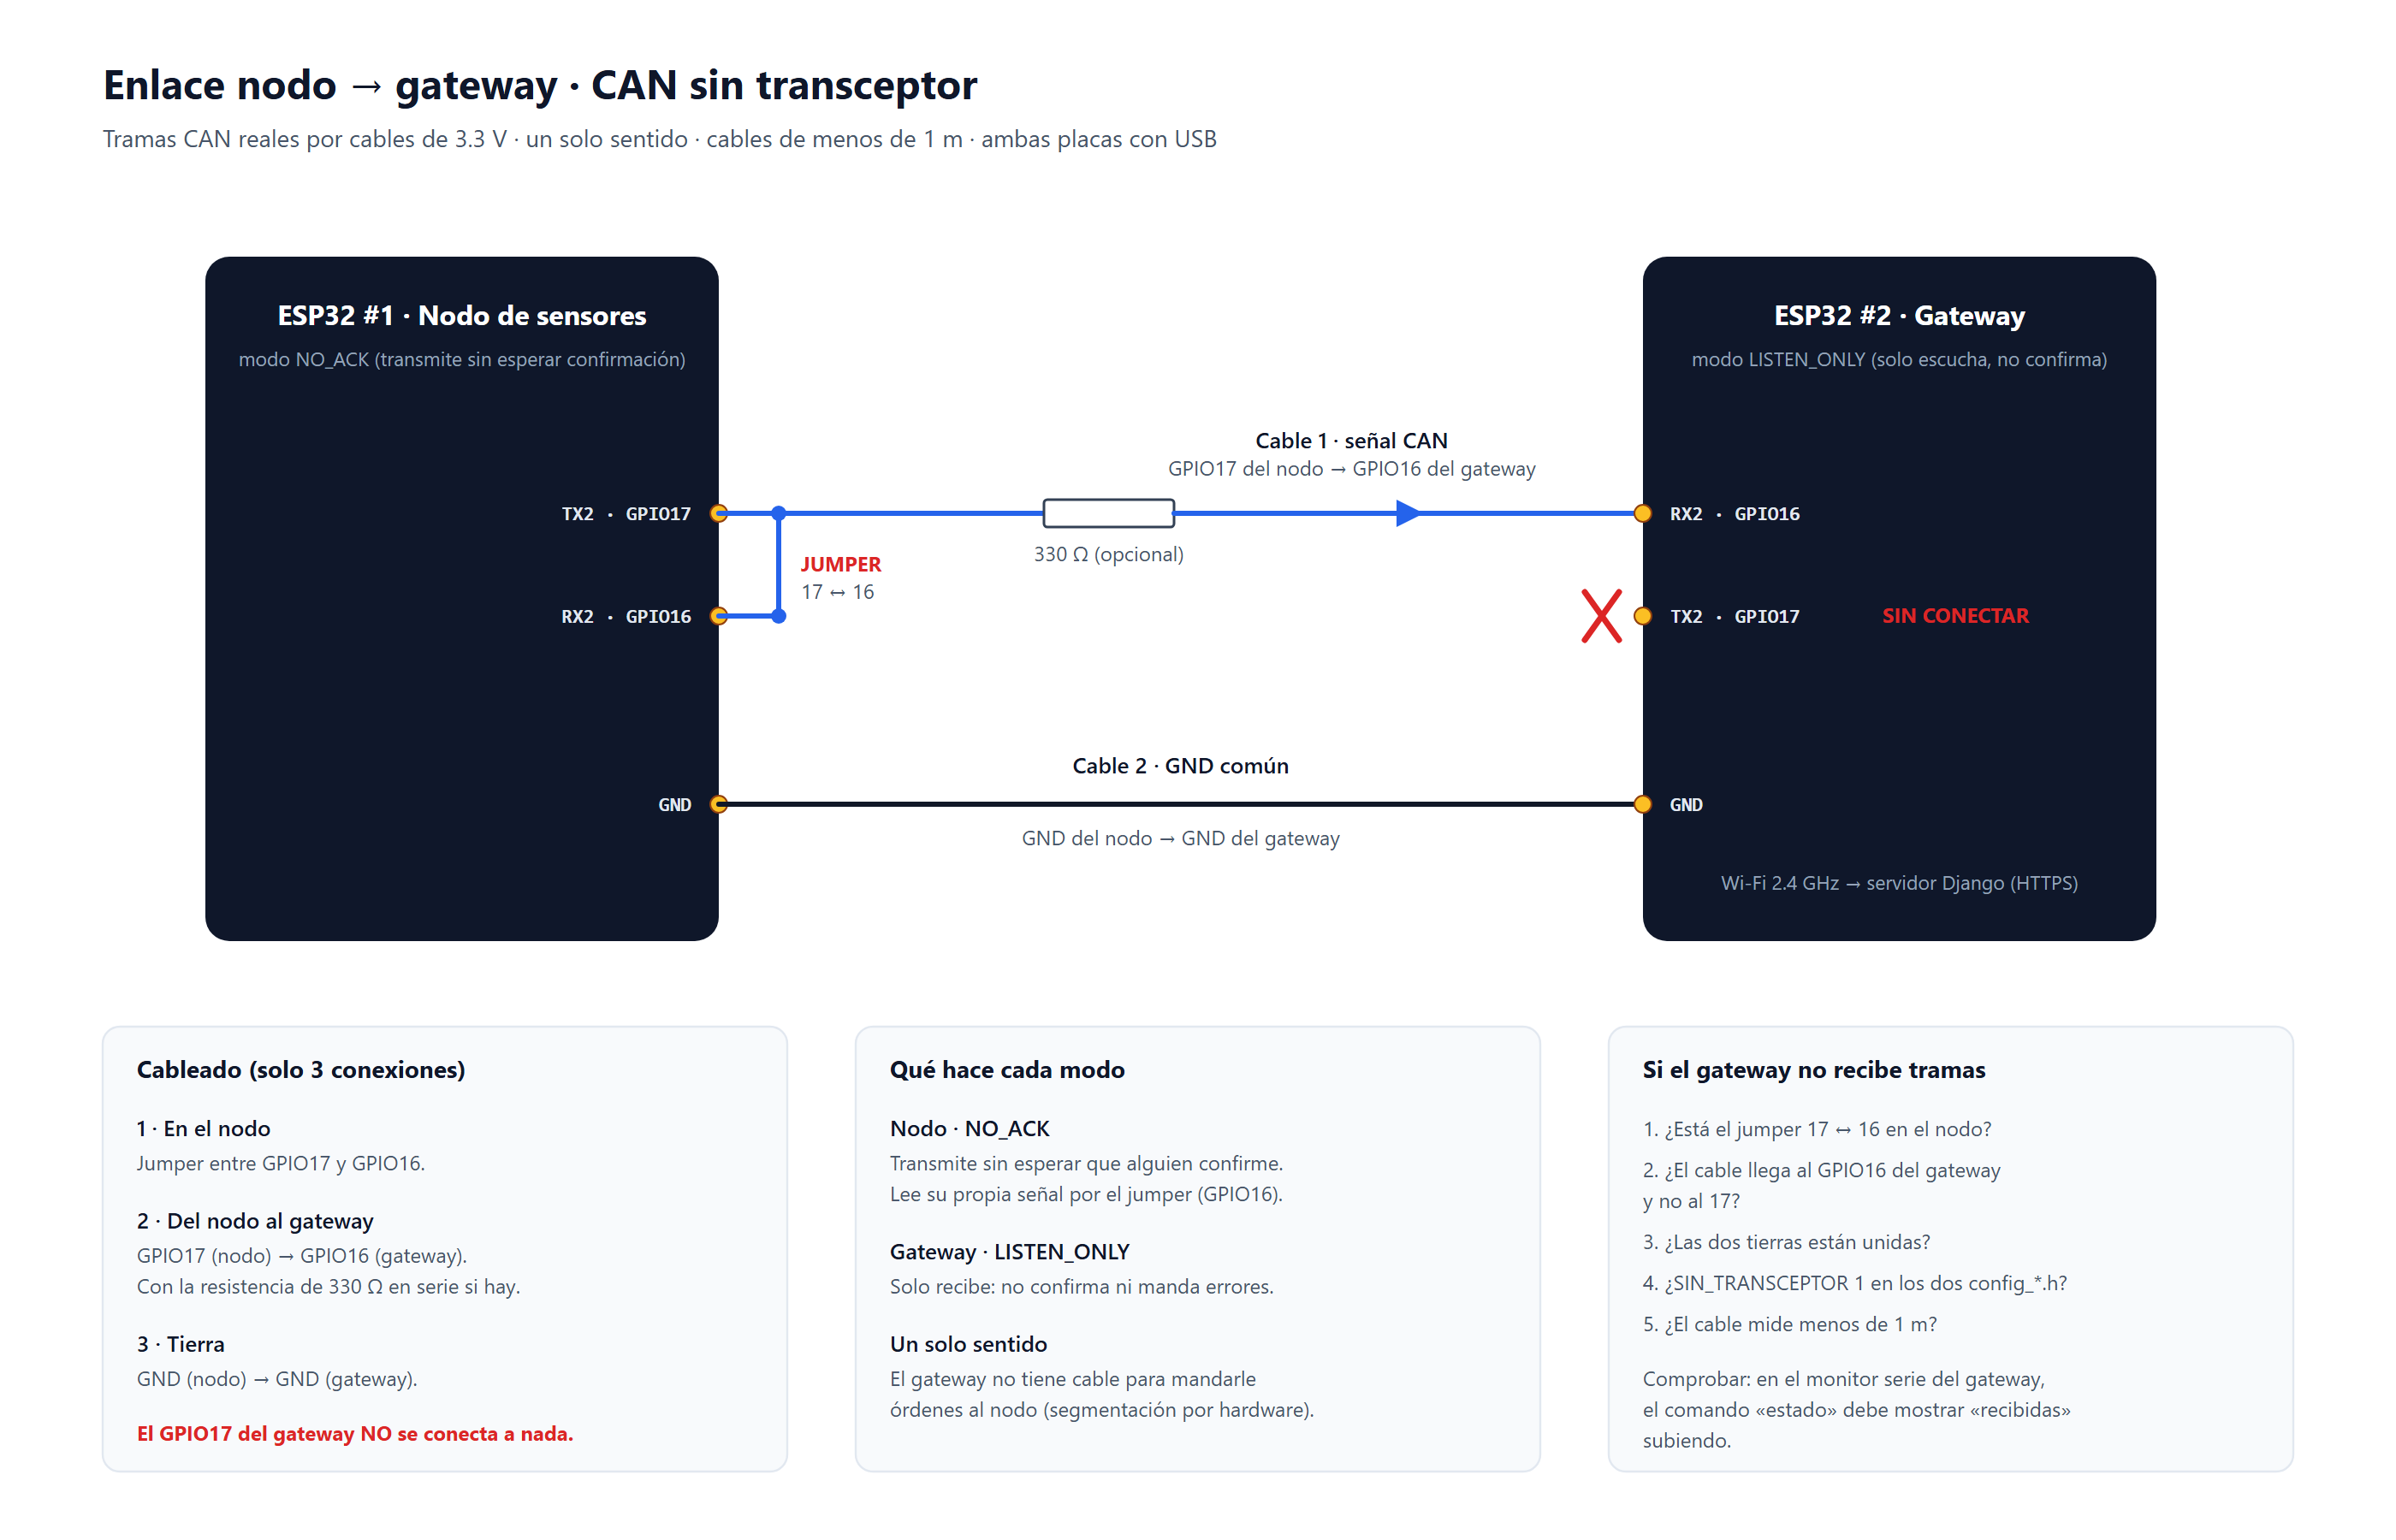 Enlace nodo → gateway · CAN sin transceptor
Tramas CAN reales por cables de 3.3 V · un solo sentido · cables de menos de 1 m · ambas placas con USB
ESP32 #1 · Nodo de sensores
modo NO_ACK (transmite sin esperar confirmación)
TX2 · GPIO17
RX2 · GPIO16
GND
JUMPER
17 ↔ 16
330 Ω (opcional)
Cable 1 · señal CAN
GPIO17 del nodo → GPIO16 del gateway
Cable 2 · GND común
GND del nodo → GND del gateway
ESP32 #2 · Gateway
modo LISTEN_ONLY (solo escucha, no confirma)
RX2 · GPIO16
TX2 · GPIO17
SIN CONECTAR
GND
Wi-Fi 2.4 GHz → servidor Django (HTTPS)
Cableado (solo 3 conexiones)
1 · En el nodo
Jumper entre GPIO17 y GPIO16.
2 · Del nodo al gateway
GPIO17 (nodo) → GPIO16 (gateway).
Con la resistencia de 330 Ω en serie si hay.
3 · Tierra
GND (nodo) → GND (gateway).
El GPIO17 del gateway NO se conecta a nada.
Qué hace cada modo
Nodo · NO_ACK
Transmite sin esperar que alguien confirme.
Lee su propia señal por el jumper (GPIO16).
Gateway · LISTEN_ONLY
Solo recibe: no confirma ni manda errores.
Un solo sentido
El gateway no tiene cable para mandarle
órdenes al nodo (segmentación por hardware).
Si el gateway no recibe tramas
1. ¿Está el jumper 17 ↔ 16 en el nodo?
2. ¿El cable llega al GPIO16 del gateway
y no al 17?
3. ¿Las dos tierras están unidas?
4. ¿SIN_TRANSCEPTOR 1 en los dos config_*.h?
5. ¿El cable mide menos de 1 m?
Comprobar: en el monitor serie del gateway,
el comando «estado» debe mostrar «recibidas»
subiendo.